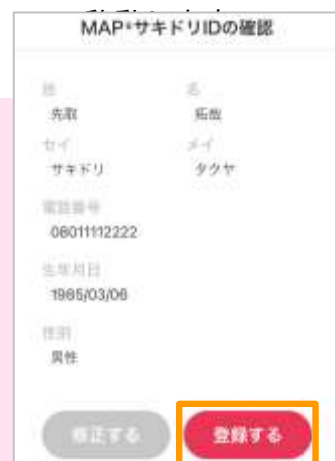 MAP+サキドリIDの確認
姓 名
先取 拓哉
セイ メイ
サキドリ タクヤ
電話番号
08011112222
生年月日
1985/03/06
性別
男性
修正する 登録する